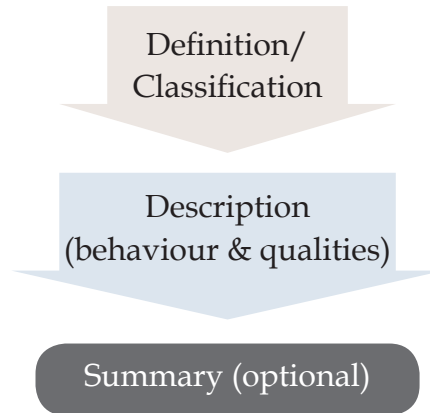 Definition/
Classification
Description
(behaviour & qualities)
Summary (optional)